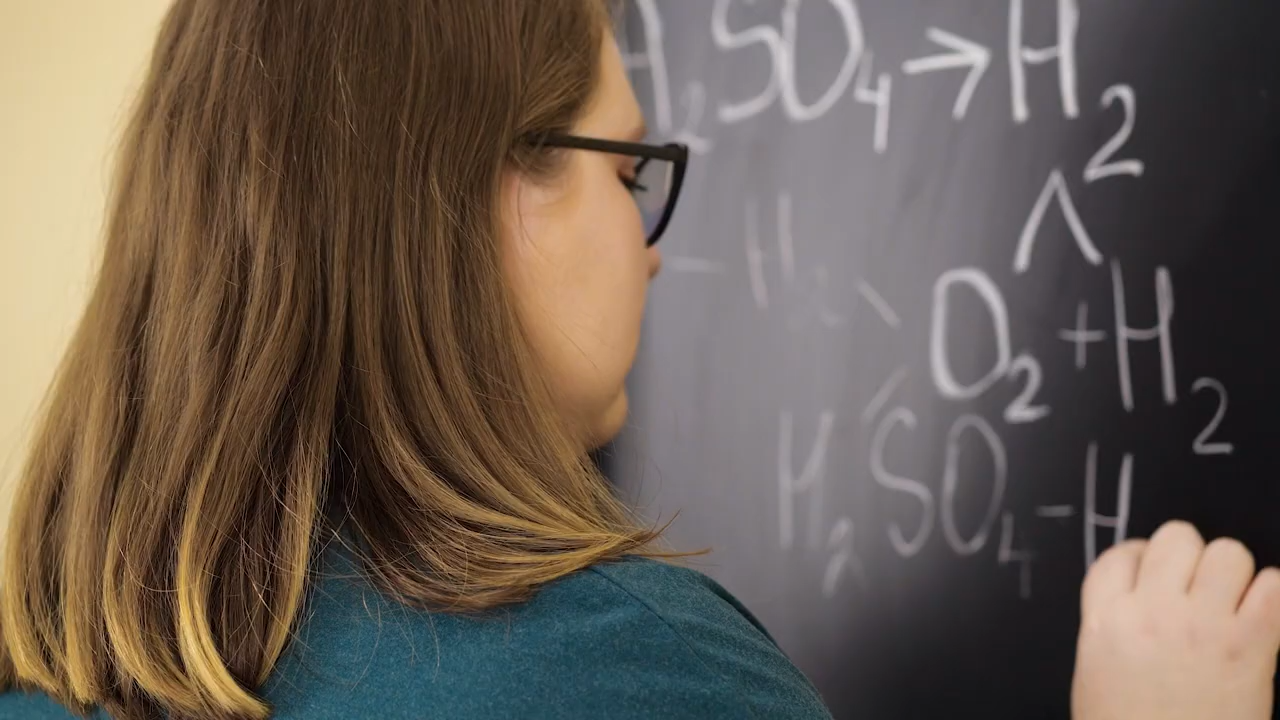 H₂SO₄→H₂
^
- H₂ \ O₂+H₂
H₂SO₄-H